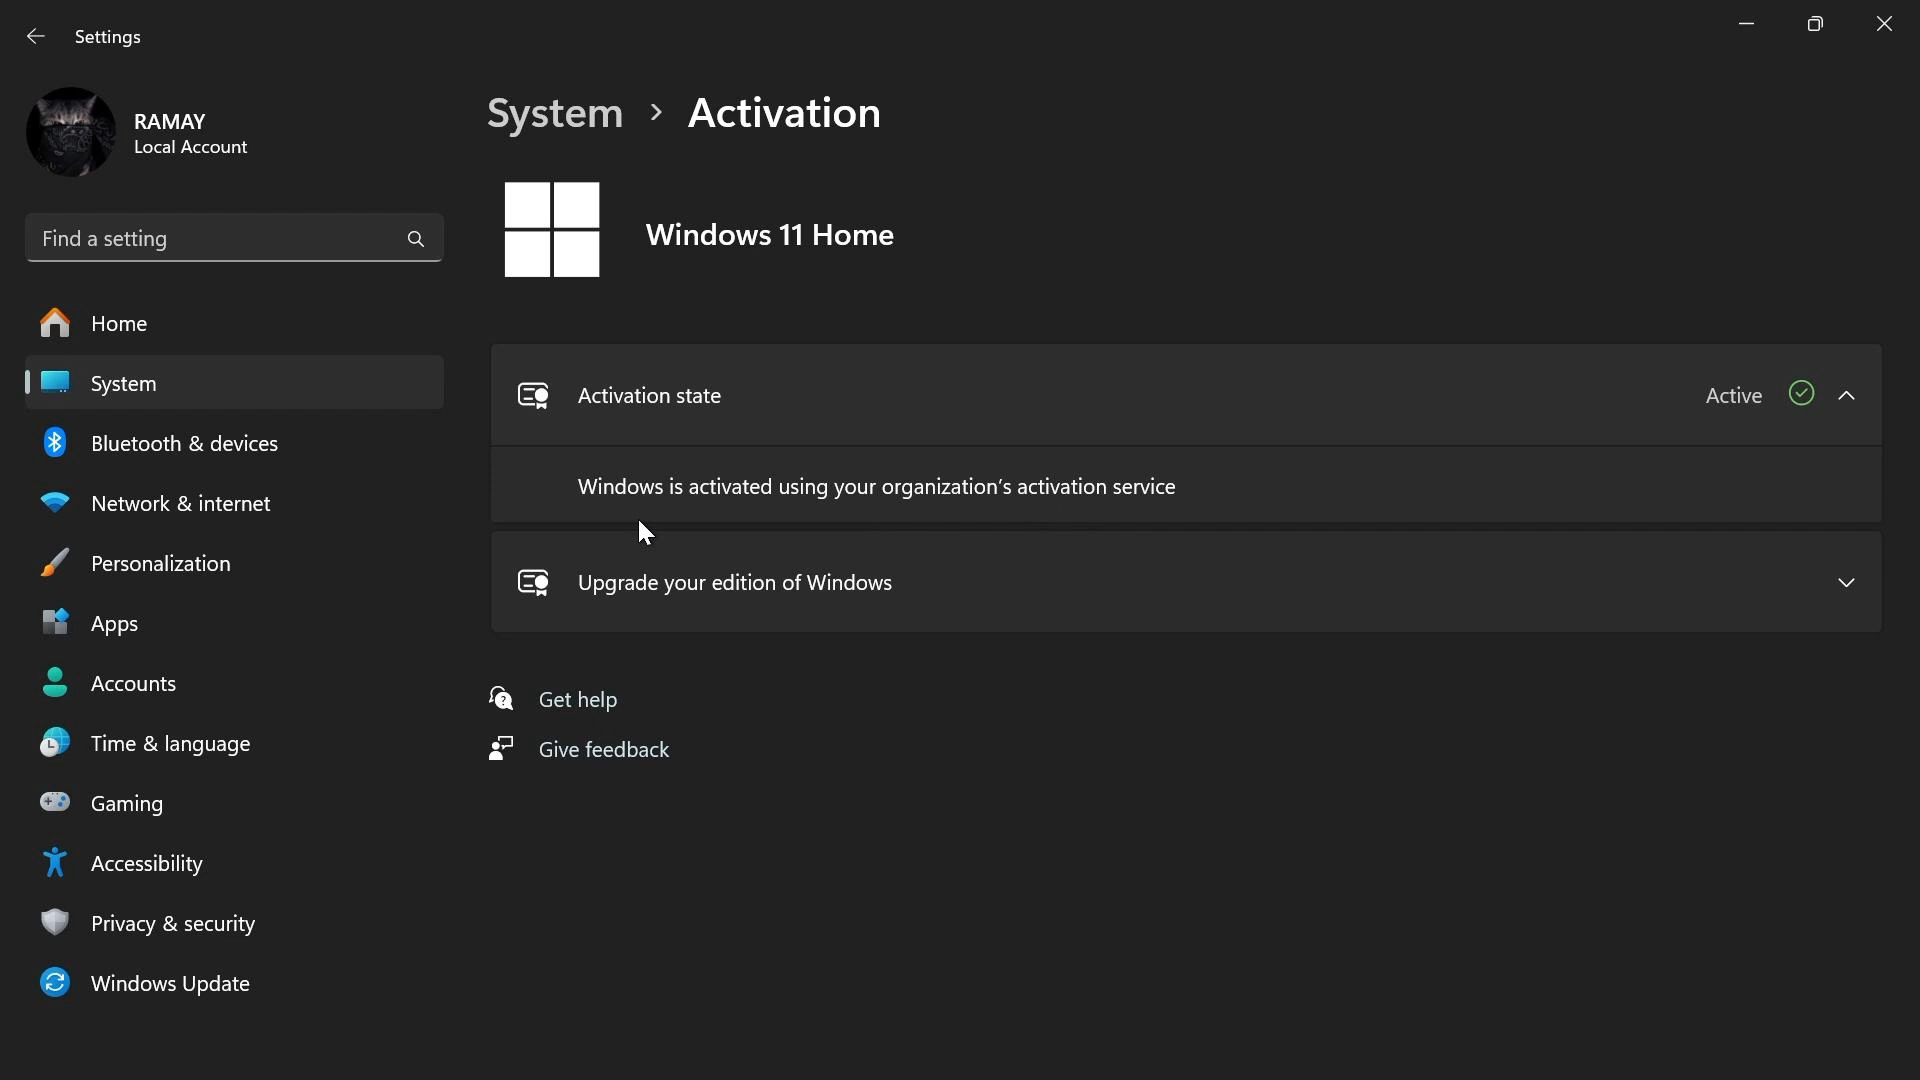 Settings
RAMAY
Local Account
Find a setting
Home
System
Bluetooth & devices
Network & internet
Personalization
Apps
Accounts
Time & language
Gaming
Accessibility
Privacy & security
Windows Update
System > Activation
Windows 11 Home
Activation state
Active
Windows is activated using your organization's activation service
Upgrade your edition of Windows
Get help
Give feedback